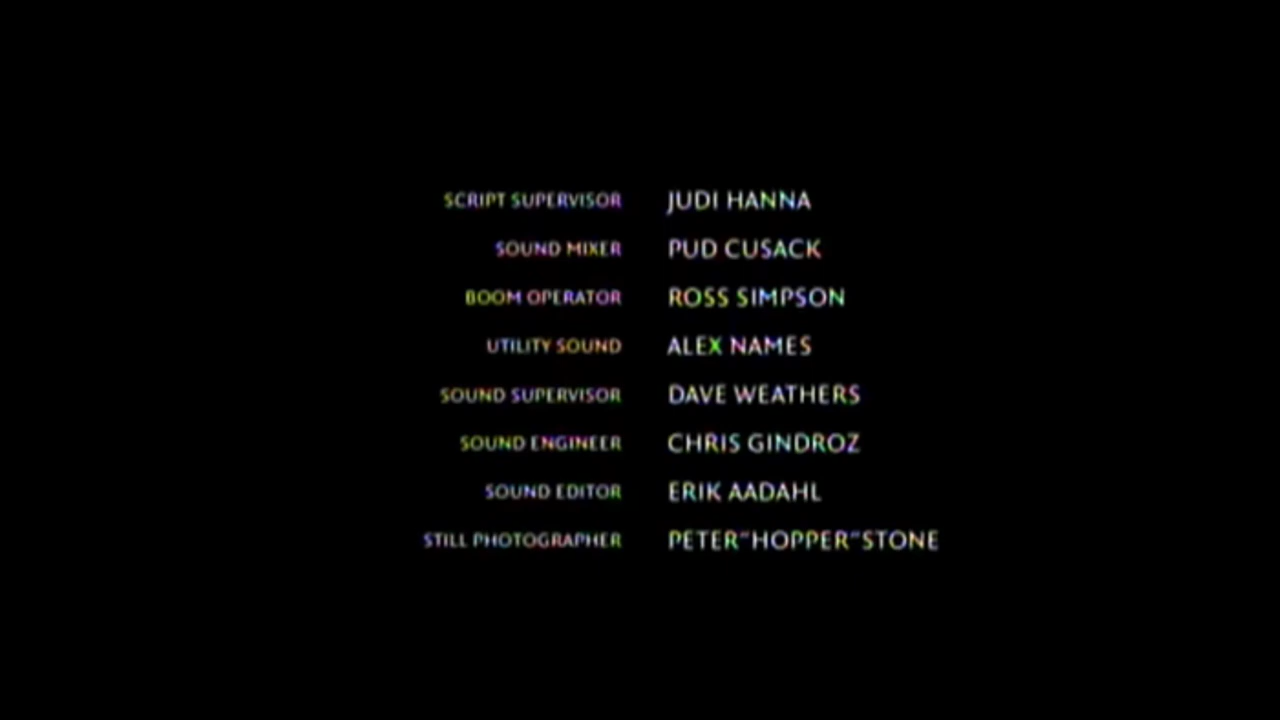 SCRIPT SUPERVISOR JUDI HANNA
SOUND MIXER PUD CUSACK
BOOM OPERATOR ROSS SIMPSON
UTILITY SOUND ALEX NAMES
SOUND SUPERVISOR DAVE WEATHERS
SOUND ENGINEER CHRIS GINDROZ
SOUND EDITOR ERIK AADAHL
STILL PHOTOGRAPHER PETER"HOPPER"STONE